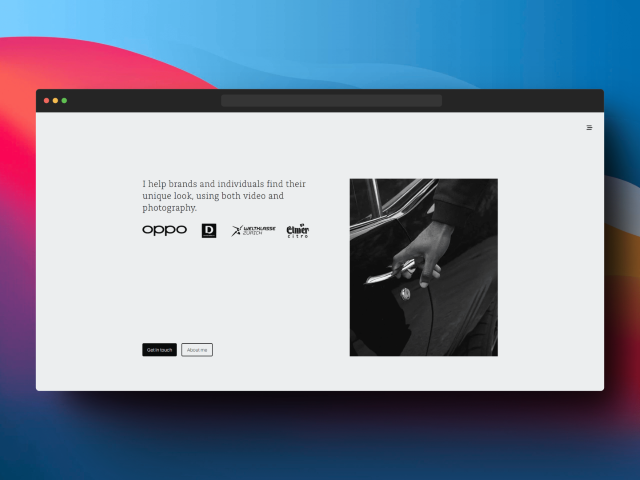 I help brands and individuals find their
unique look, using both video and
photography.
oppo
D
WELTKLASSE
ZÜRICH
Elmer
citro
Get in touch
About me